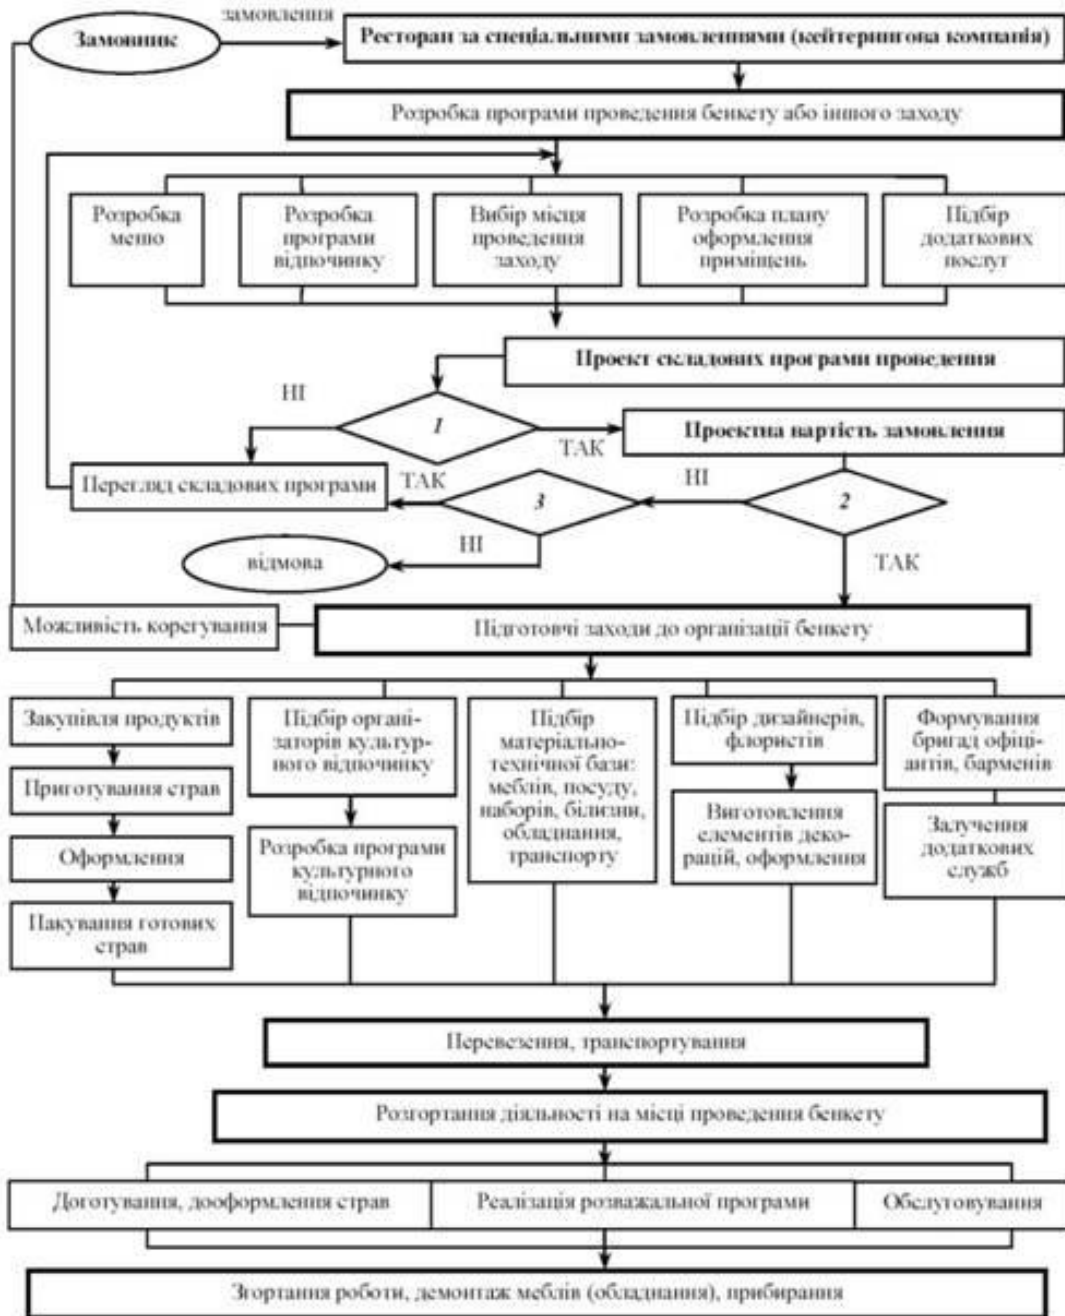 замовлення
Замовник
Ресторан за спеціальними замовленнями (кейтерингова компанія)
Розробка програми проведення бенкету або іншого заходу
Розробка
меню
Розробка
програми
відпочинку
Вибір місця
проведення
заходу
Розробка плану
оформлення
приміщень
Підбір
додаткових
послуг
Проект складових програми проведення
НІ
1
ТАК
Проектна вартість замовлення
Перегляд складових програми
ТАК
3
НІ
2
відмова
НІ
ТАК
Можливість корегування
Підготовчі заходи до організації бенкету
Закупівля продуктів
Приготування страв
Оформлення
Пакування готових
страв
Підбір органі-
заторів культур-
ного відпочинку
Розробка програми
культурного
відпочинку
Підбір
матеріально-
технічної бази:
меблів, посуду,
наборів, білизни,
обладнання,
транспорту
Підбір дизайнерів,
флористів
Виготовлення
елементів деко-
рацій, оформлення
Формування
бригад офіці-
антів, барменів
Залучення
додаткових
служб
Перевезення, транспортування
Розгортання діяльності на місці проведення бенкету
Доготування, дооформлення страв
Реалізація розважальної програми
Обслуговування
Згортання роботи, демонтаж меблів (обладнання), прибирання